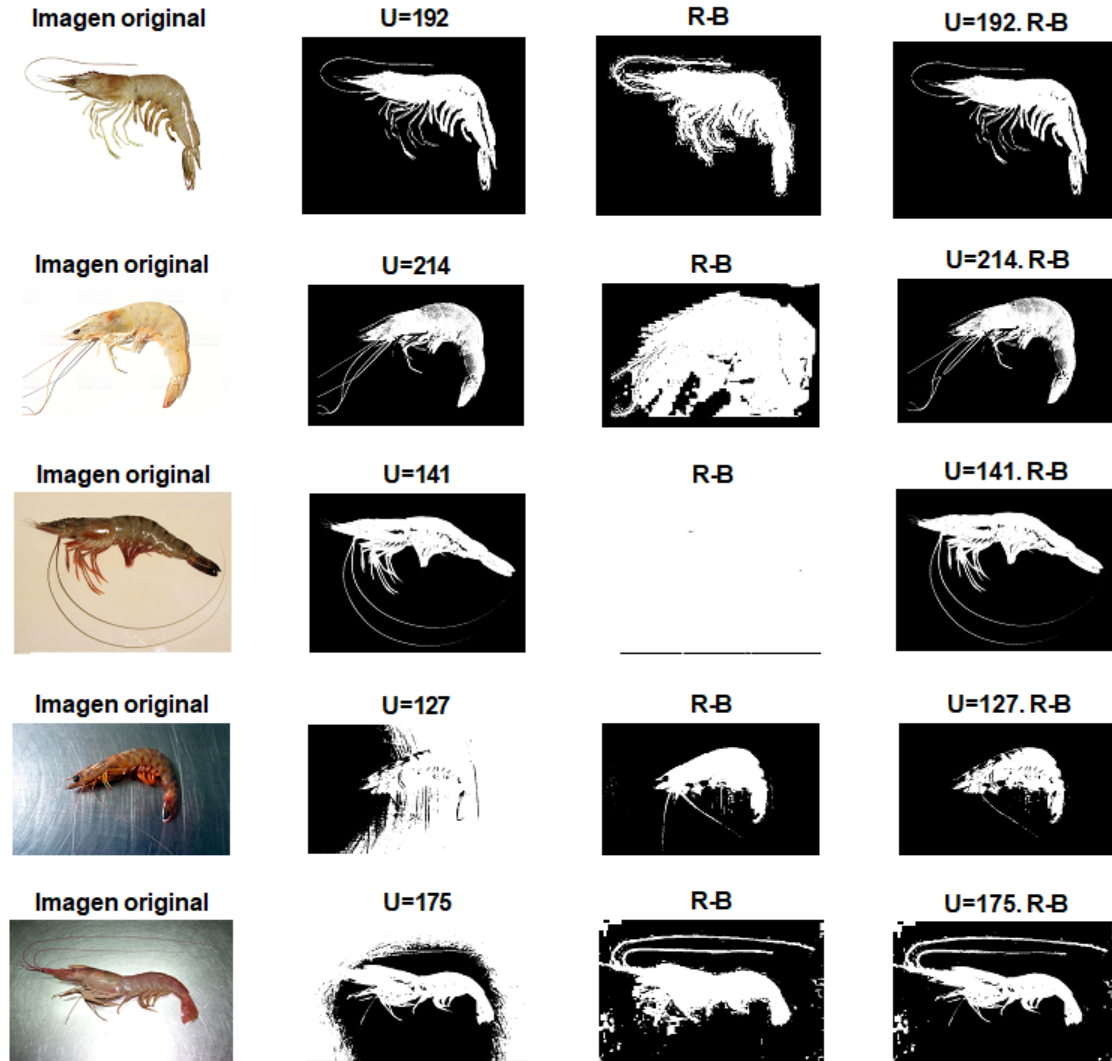 Imagen original U=192 R-B U=192. R-B
Imagen original U=214 R-B U=214. R-B
Imagen original U=141 R-B U=141. R-B
Imagen original U=127 R-B U=127. R-B
Imagen original U=175 R-B U=175. R-B